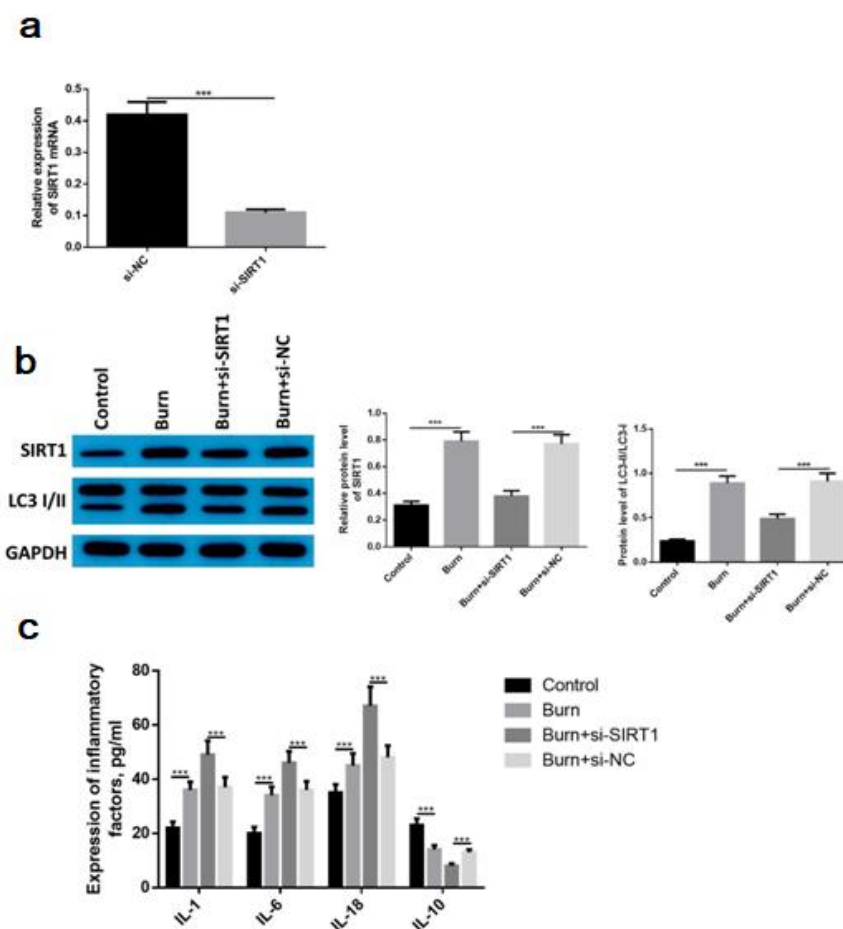 a
***
0.5
0.4
0.3
0.2
0.1
0.0
Relative expression
of SIRT1 mRNA
si-NC
si-SIRT1
b
Control
Burn
Burn+si-SIRT1
Burn+si-NC
SIRT1
LC3 I/II
GAPDH
1.0
0.8
0.6
0.4
0.2
0.0
Relative protein level
of SIRT1
***
***
Control
Burn
Burn+si-SIRT1
Burn+si-NC
1.5
1.0
0.5
0.0
Protein level of LC3-II/LC3-I
***
***
Control
Burn
Burn+si-SIRT1
Burn+si-NC
c
80
60
40
20
0
Expression of inflammatory
factors, pg/ml
***
***
***
***
***
***
***
***
IL-1
IL-6
IL-18
IL-10
Control
Burn
Burn+si-SIRT1
Burn+si-NC